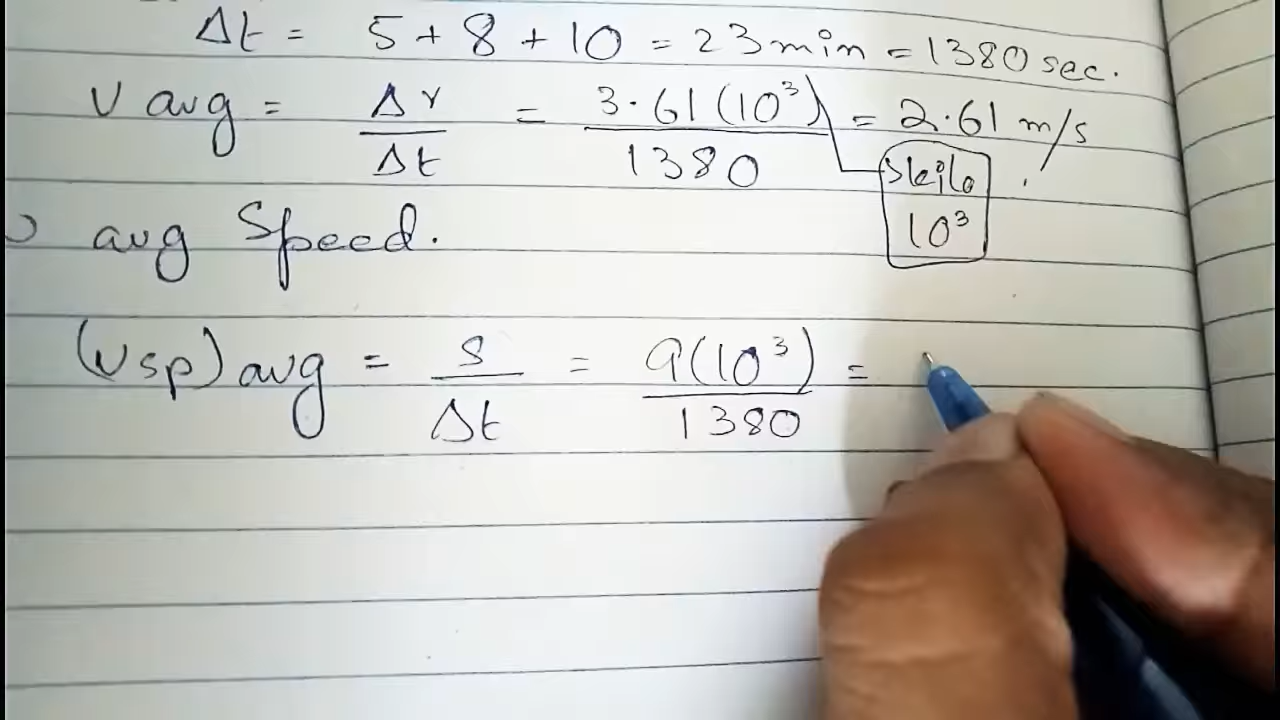 Δt = 5 + 8 + 10 = 23 min = 1380 sec.
V avg = Δr/Δt = 3.61(10³)/1380 = 2.61 m/s
10³
avg Speed.
(vsp) avg = s/Δt = 9(10³)/1380 =